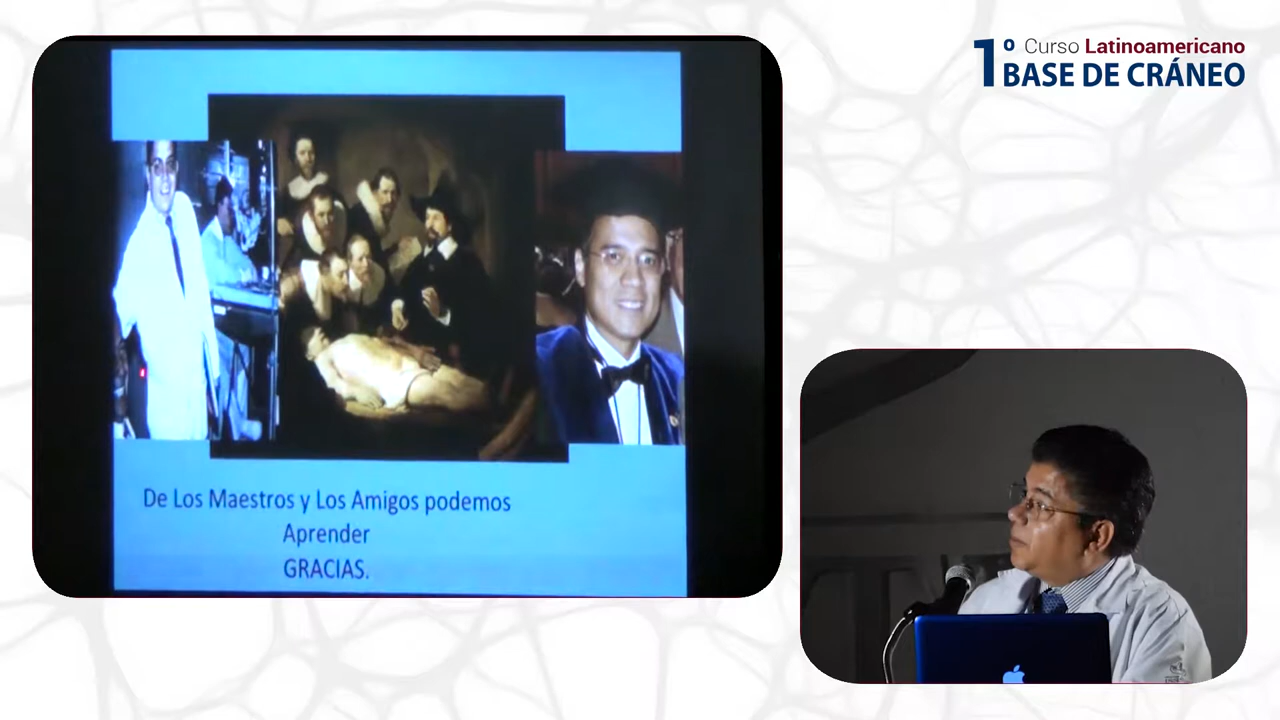 1º Curso Latinoamericano
BASE DE CRÁNEO
De Los Maestros y Los Amigos podemos
Aprender
GRACIAS.